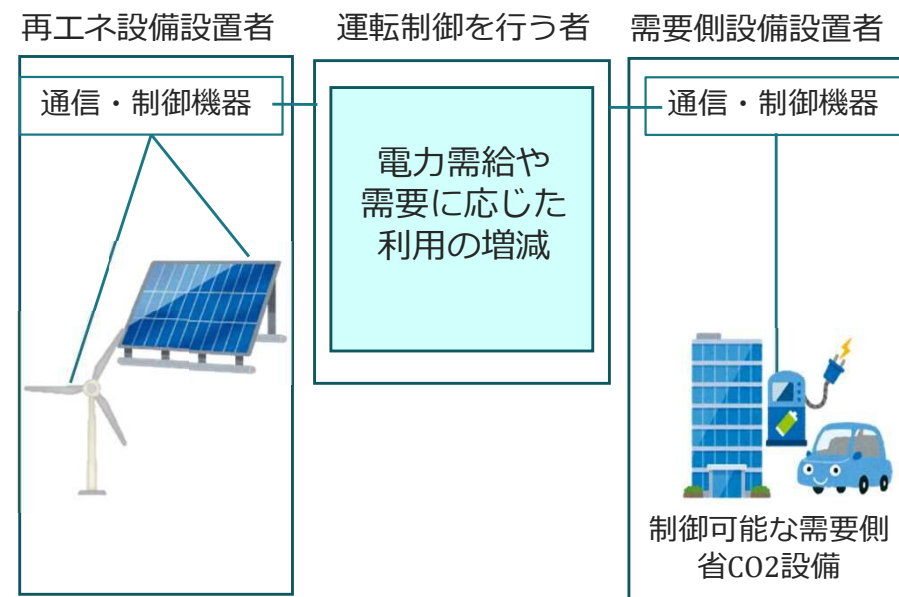 再エネ設備設置者
運転制御を行う者
需要側設備設置者
通信・制御機器
電力需給や
需要に応じた
利用の増減
通信・制御機器
制御可能な需要側
省CO2設備